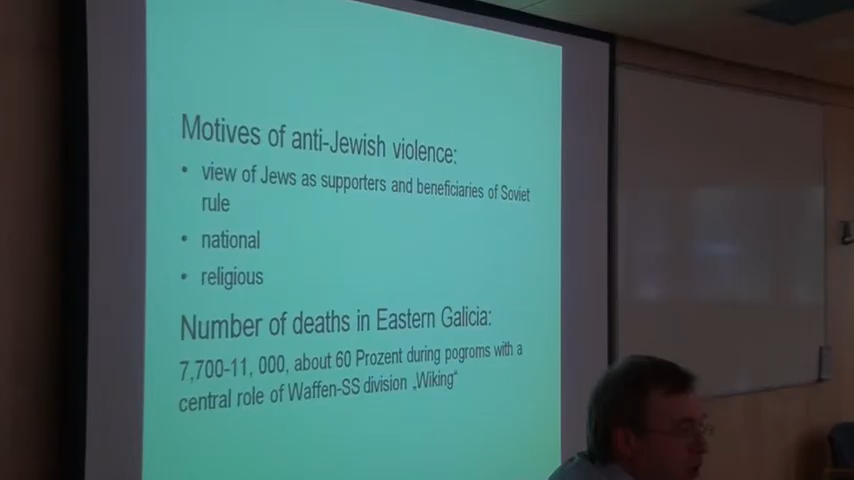 Motives of anti-Jewish violence:
• view of Jews as supporters and beneficiaries of Soviet
rule
• national
• religious
Number of deaths in Eastern Galicia:
7,700-11, 000, about 60 Prozent during pogroms with a
central role of Waffen-SS division „Wiking“